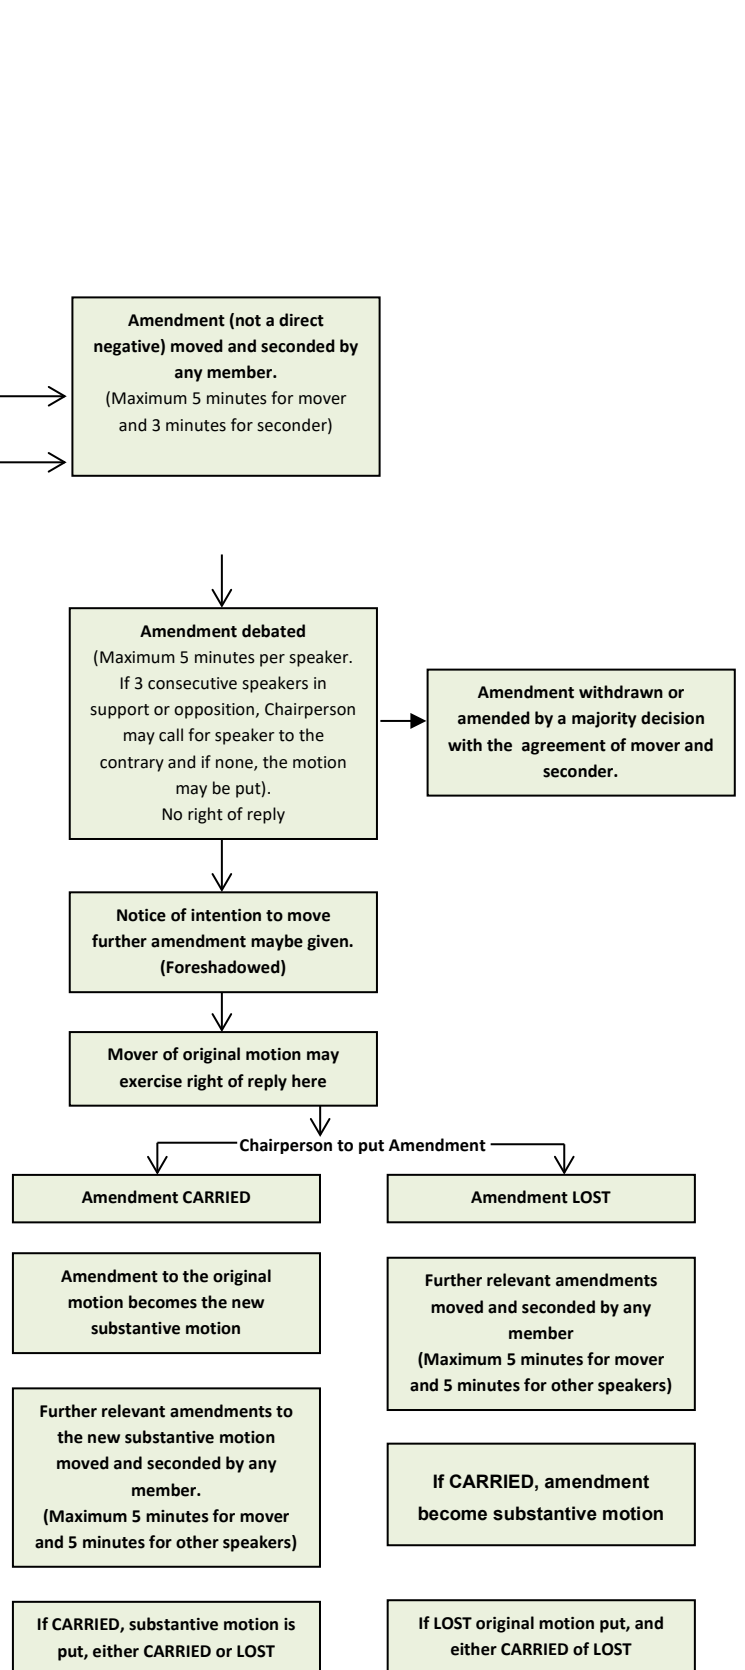 Amendment (not a direct
negative) moved and seconded by
any member.
(Maximum 5 minutes for mover
and 3 minutes for seconder)
Amendment debated
(Maximum 5 minutes per speaker.
If 3 consecutive speakers in
support or opposition, Chairperson
may call for speaker to the
contrary and if none, the motion
may be put).
No right of reply
Amendment withdrawn or
amended by a majority decision
with the  agreement of mover and
seconder.
Notice of intention to move
further amendment maybe given.
(Foreshadowed)
Mover of original motion may
exercise right of reply here
Chairperson to put Amendment
Amendment CARRIED
Amendment to the original
motion becomes the new
substantive motion
Further relevant amendments to
the new substantive motion
moved and seconded by any
member.
(Maximum 5 minutes for mover
and 5 minutes for other speakers)
If CARRIED, substantive motion is
put, either CARRIED or LOST
Amendment LOST
Further relevant amendments
moved and seconded by any
member
(Maximum 5 minutes for mover
and 5 minutes for other speakers)
If CARRIED, amendment
become substantive motion
If LOST original motion put, and
either CARRIED of LOST